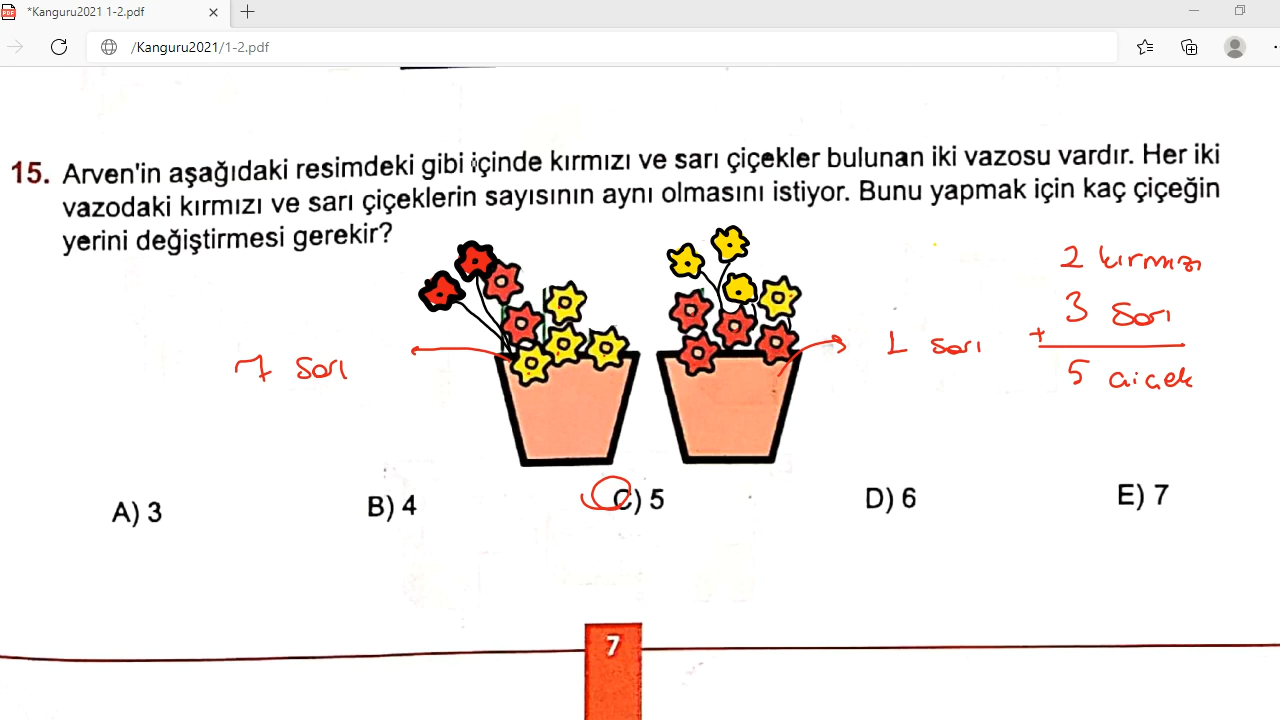 *Kanguru2021 1-2.pdf
/Kanguru2021/1-2.pdf
15. Arven'in aşağıdaki resimdeki gibi içinde kırmızı ve sarı çiçekler bulunan iki vazosu vardır. Her iki
vazodaki kırmızı ve sarı çiçeklerin sayısının aynı olmasını istiyor. Bunu yapmak için kaç çiçeğin
yerini değiştirmesi gerekir?
2 kırmızı
3 sarı
+
5 çiçek
7 sarı
1 sarı
A) 3
B) 4
C) 5
D) 6
E) 7
7